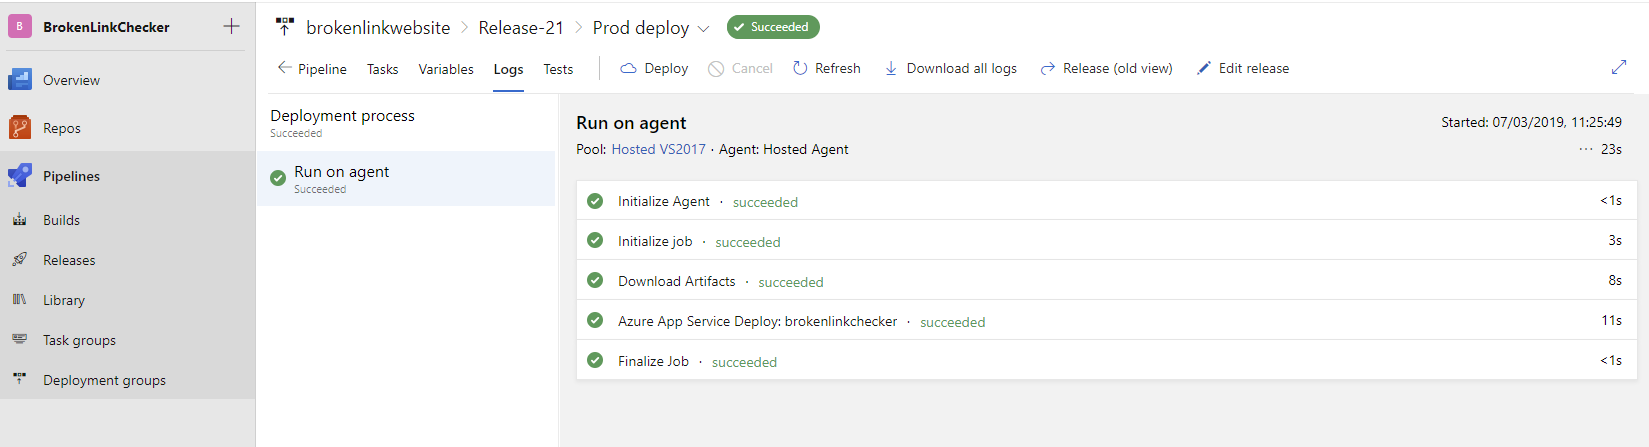 B BrokenLinkChecker
Overview
Repos
Pipelines
Builds
Releases
Library
Task groups
Deployment groups
brokenlinkwebsite Release-21 Prod deploy Succeeded
Pipeline Tasks Variables Logs Tests Deploy Cancel Refresh Download all logs Release (old view) Edit release
Deployment process
Succeeded
Run on agent
Succeeded
Run on agent Started: 07/03/2019, 11:25:49
Pool: Hosted VS2017 · Agent: Hosted Agent ··· 23s
Initialize Agent · succeeded <1s
Initialize job · succeeded 3s
Download Artifacts · succeeded 8s
Azure App Service Deploy: brokenlinkchecker · succeeded 11s
Finalize Job · succeeded <1s